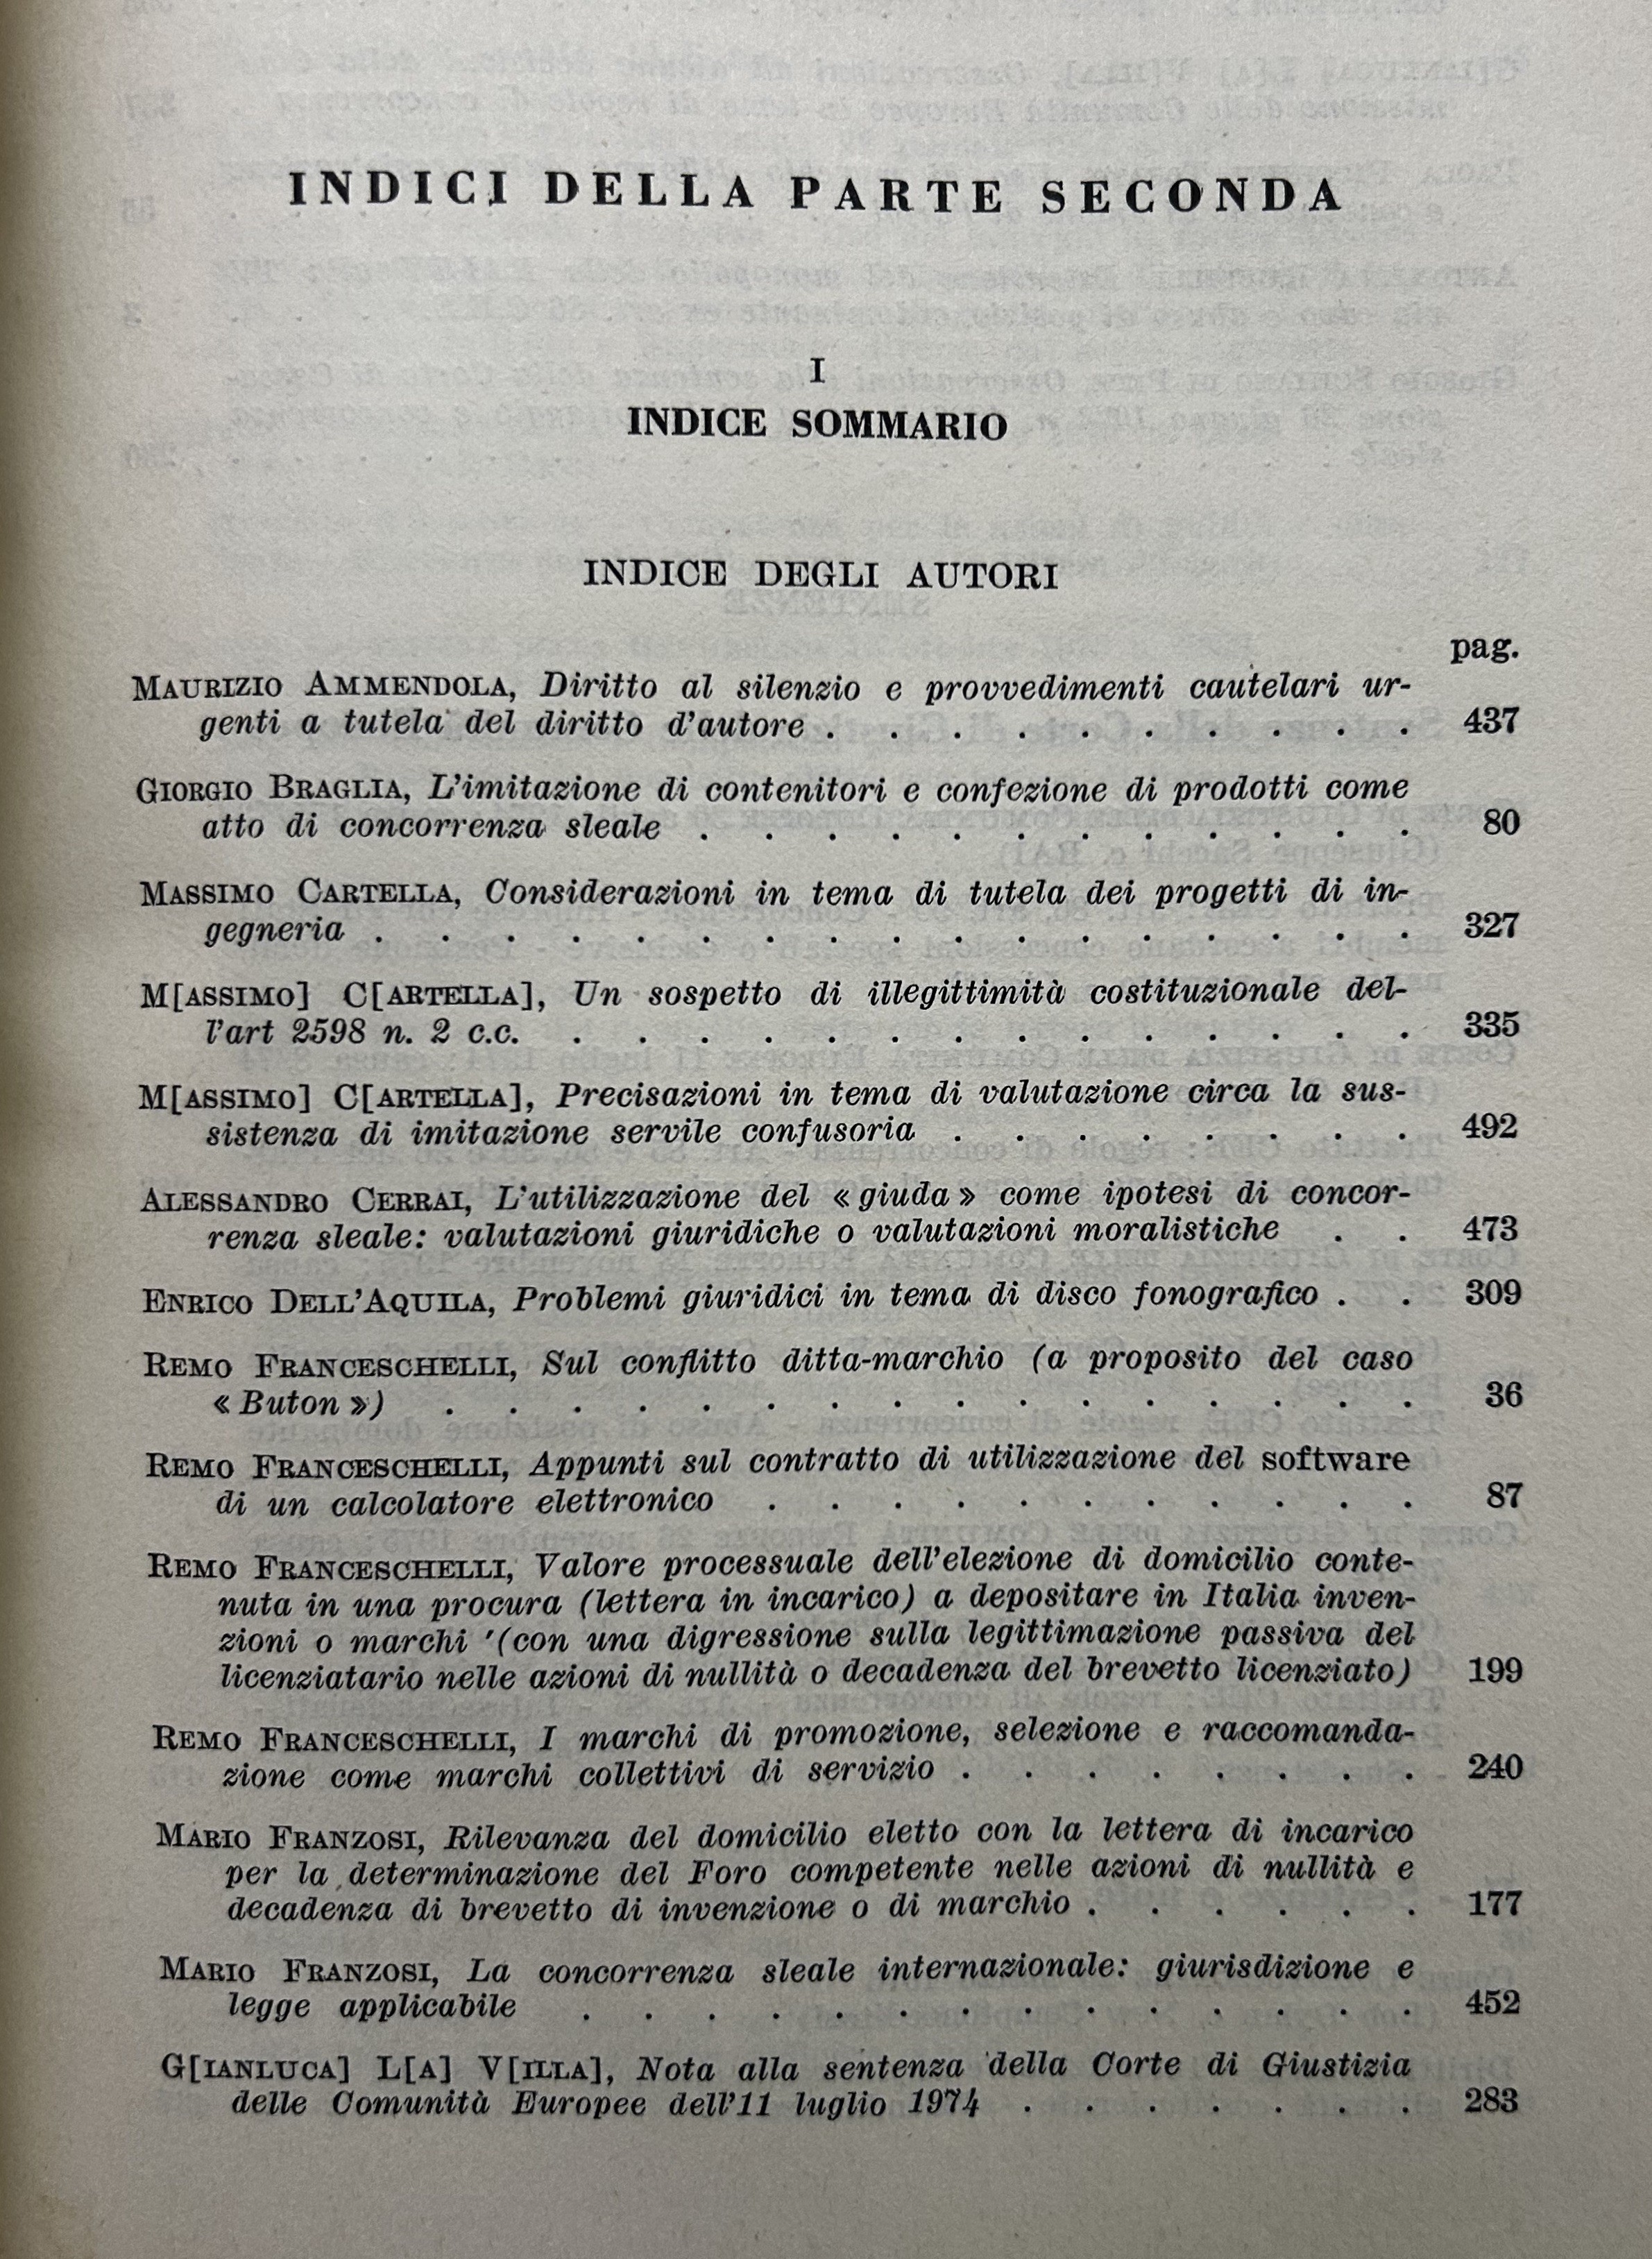 INDICI DELLA PARTE SECONDA
I
INDICE SOMMARIO
INDICE DEGLI AUTORI
pag.
MAURIZIO AMMENDOLA, Diritto al silenzio e provvedimenti cautelari ur-
genti a tutela del diritto d'autore . . . . . . . . . . 437
GIORGIO BRAGLIA, L'imitazione di contenitori e confezione di prodotti come
atto di concorrenza sleale . . . . . . . . . . . . 80
MASSIMO CARTELLA, Considerazioni in tema di tutela dei progetti di in-
gegneria . . . . . . . . . . . . . . . . . 327
M[ASSIMO] C[ARTELLA], Un sospetto di illegittimità costituzionale del-
l'art 2598 n. 2 c.c. . . . . . . . . . . . . . . 335
M[ASSIMO] C[ARTELLA], Precisazioni in tema di valutazione circa la sus-
sistenza di imitazione servile confusoria . . . . . . . . 492
ALESSANDRO CERRAI, L'utilizzazione del « giuda » come ipotesi di concor-
renza sleale: valutazioni giuridiche o valutazioni moralistiche . . 473
ENRICO DELL'AQUILA, Problemi giuridici in tema di disco fonografico . . 309
REMO FRANCESCHELLI, Sul conflitto ditta-marchio (a proposito del caso
« Buton ») . . . . . . . . . . . . . . . . 36
REMO FRANCESCHELLI, Appunti sul contratto di utilizzazione del software
di un calcolatore elettronico . . . . . . . . . . . 87
REMO FRANCESCHELLI, Valore processuale dell'elezione di domicilio conte-
nuta in una procura (lettera in incarico) a depositare in Italia inven-
zioni o marchi '(con una digressione sulla legittimazione passiva del
licenziatario nelle azioni di nullità o decadenza del brevetto licenziato) 199
REMO FRANCESCHELLI, I marchi di promozione, selezione e raccomanda-
zione come marchi collettivi di servizio . . . . . . . . 240
MARIO FRANZOSI, Rilevanza del domicilio eletto con la lettera di incarico
per la determinazione del Foro competente nelle azioni di nullità e
decadenza di brevetto di invenzione o di marchio . . . . . . 177
MARIO FRANZOSI, La concorrenza sleale internazionale: giurisdizione e
legge applicabile . . . . . . . . . . . . . . 452
G[IANLUCA] L[A] V[ILLA], Nota alla sentenza della Corte di Giustizia
delle Comunità Europee dell'11 luglio 1974 . . . . . . . 283